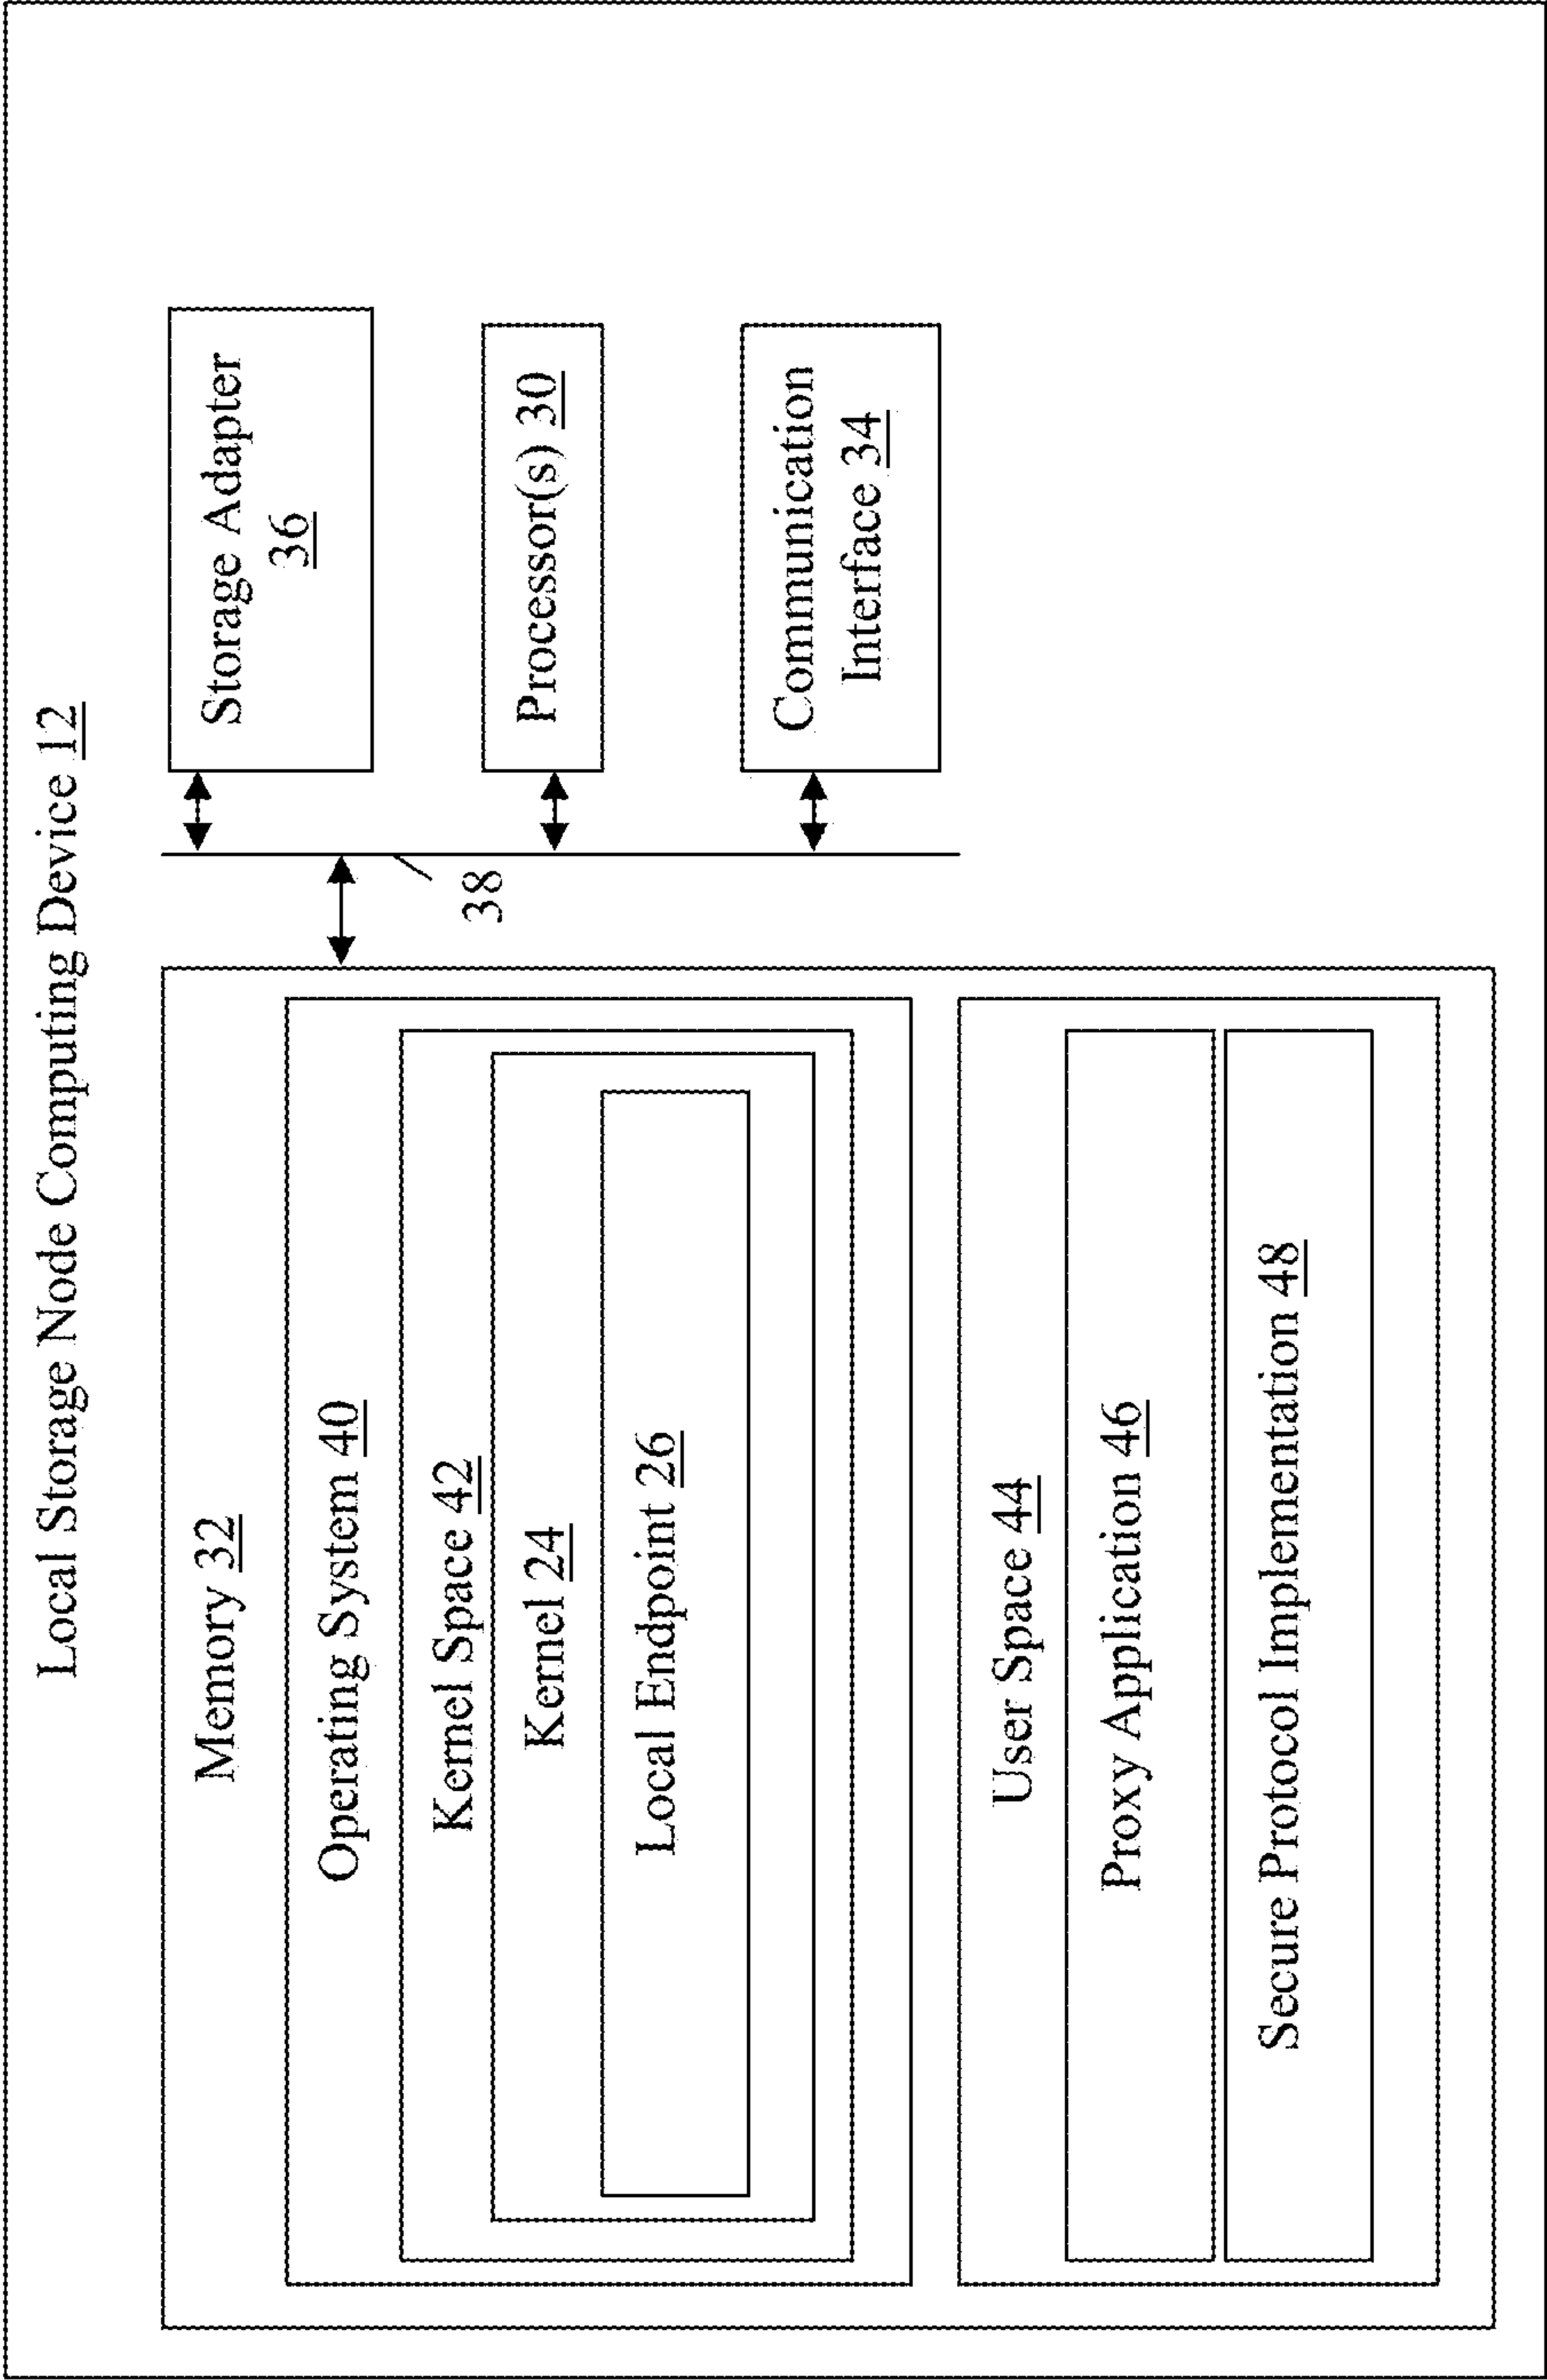 Local Storage Node Computing Device 12
Memory 32
Operating System 40
Kernel Space 42
Kernel 24
Local Endpoint 26
User Space 44
Proxy Application 46
Secure Protocol Implementation 48
38
Storage Adapter
36
Processor(s) 30
Communication
Interface 34